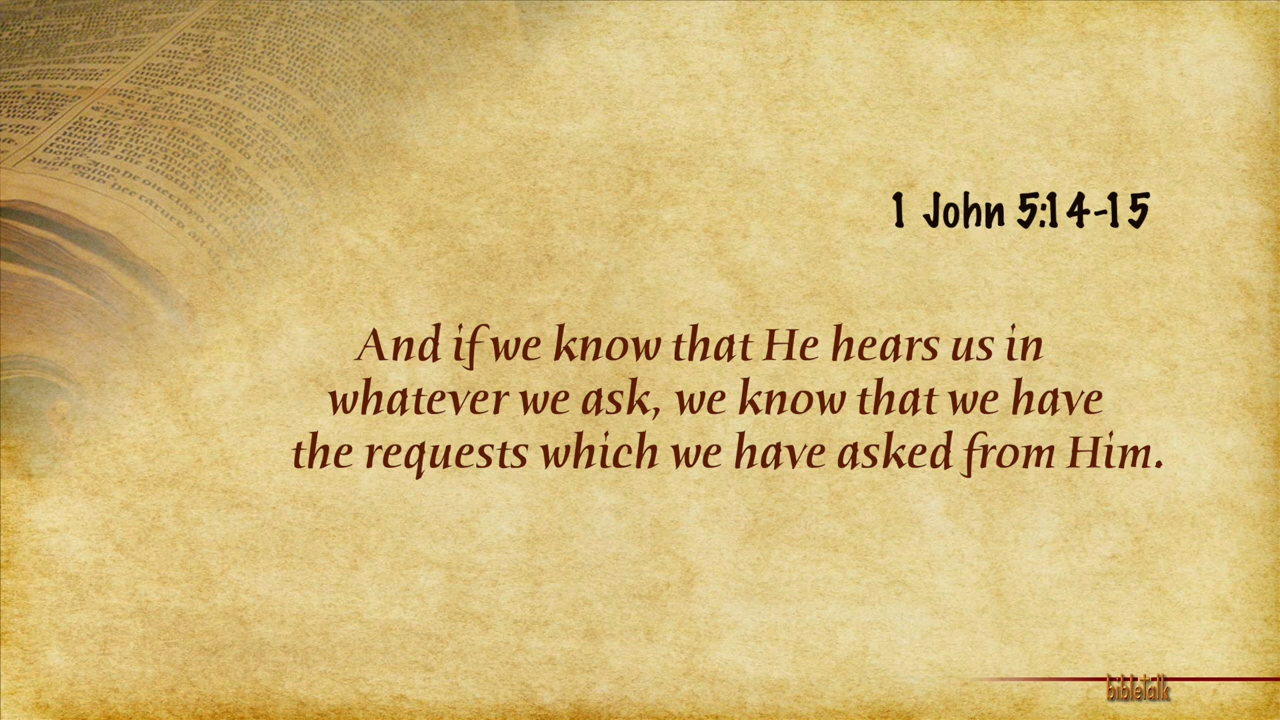 1 John 5:14-15
And if we know that He hears us in
whatever we ask, we know that we have
the requests which we have asked from Him.
bibletalk